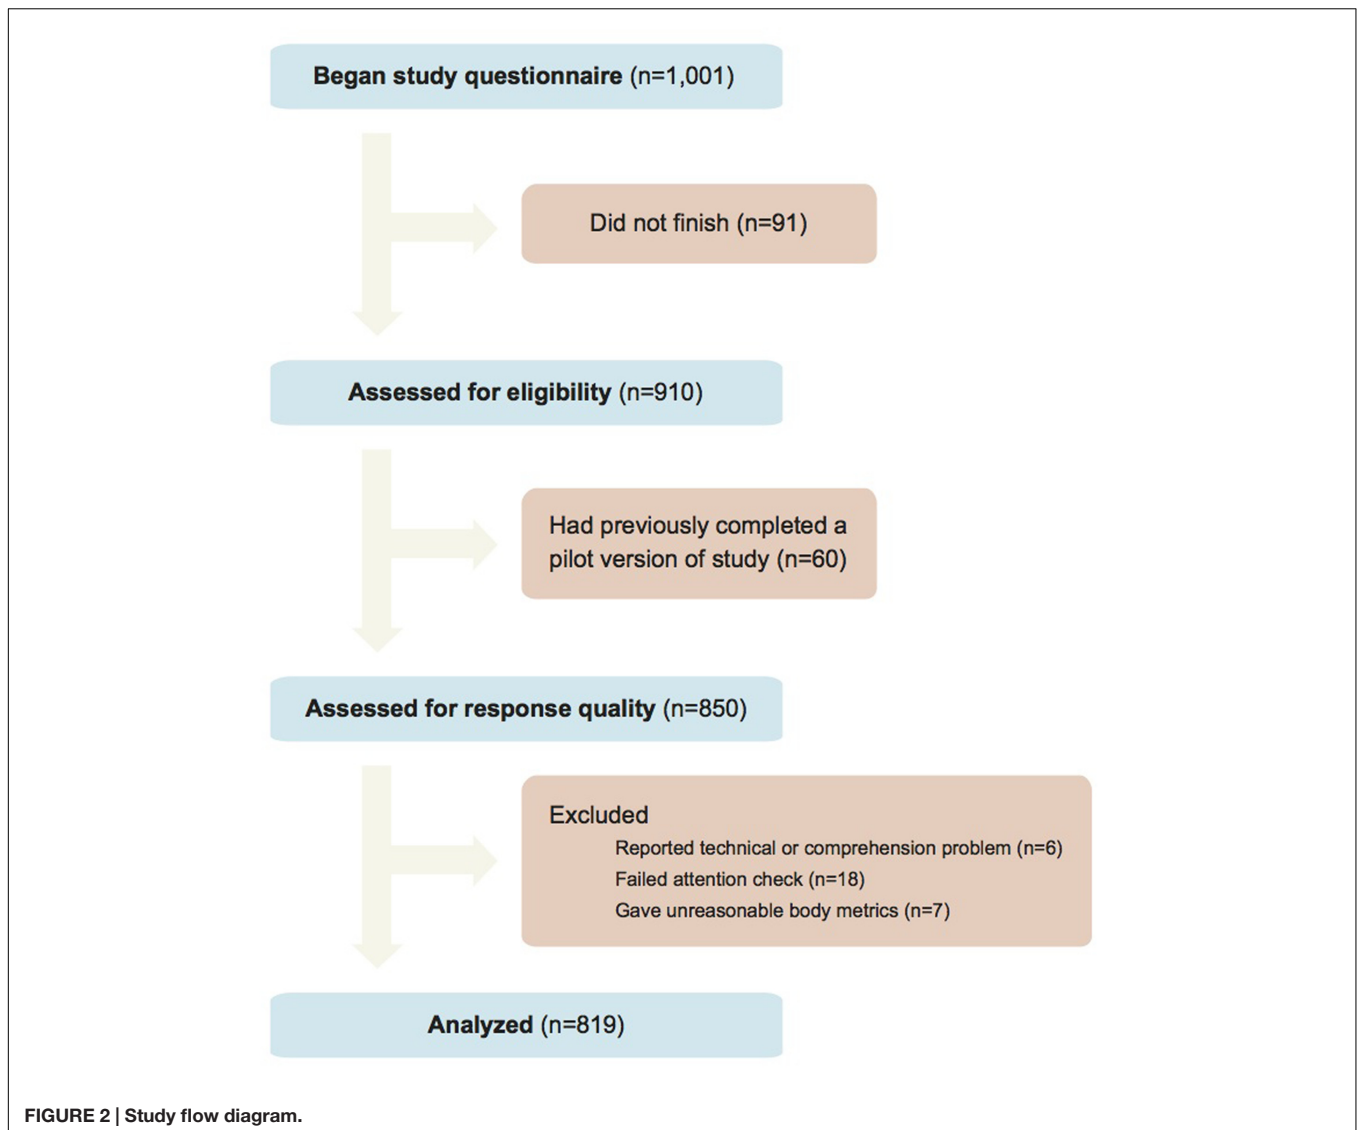 Began study questionnaire (n=1,001)
Did not finish (n=91)
Assessed for eligibility (n=910)
Had previously completed a
pilot version of study (n=60)
Assessed for response quality (n=850)
Excluded
Reported technical or comprehension problem (n=6)
Failed attention check (n=18)
Gave unreasonable body metrics (n=7)
Analyzed (n=819)
FIGURE 2 | Study flow diagram.